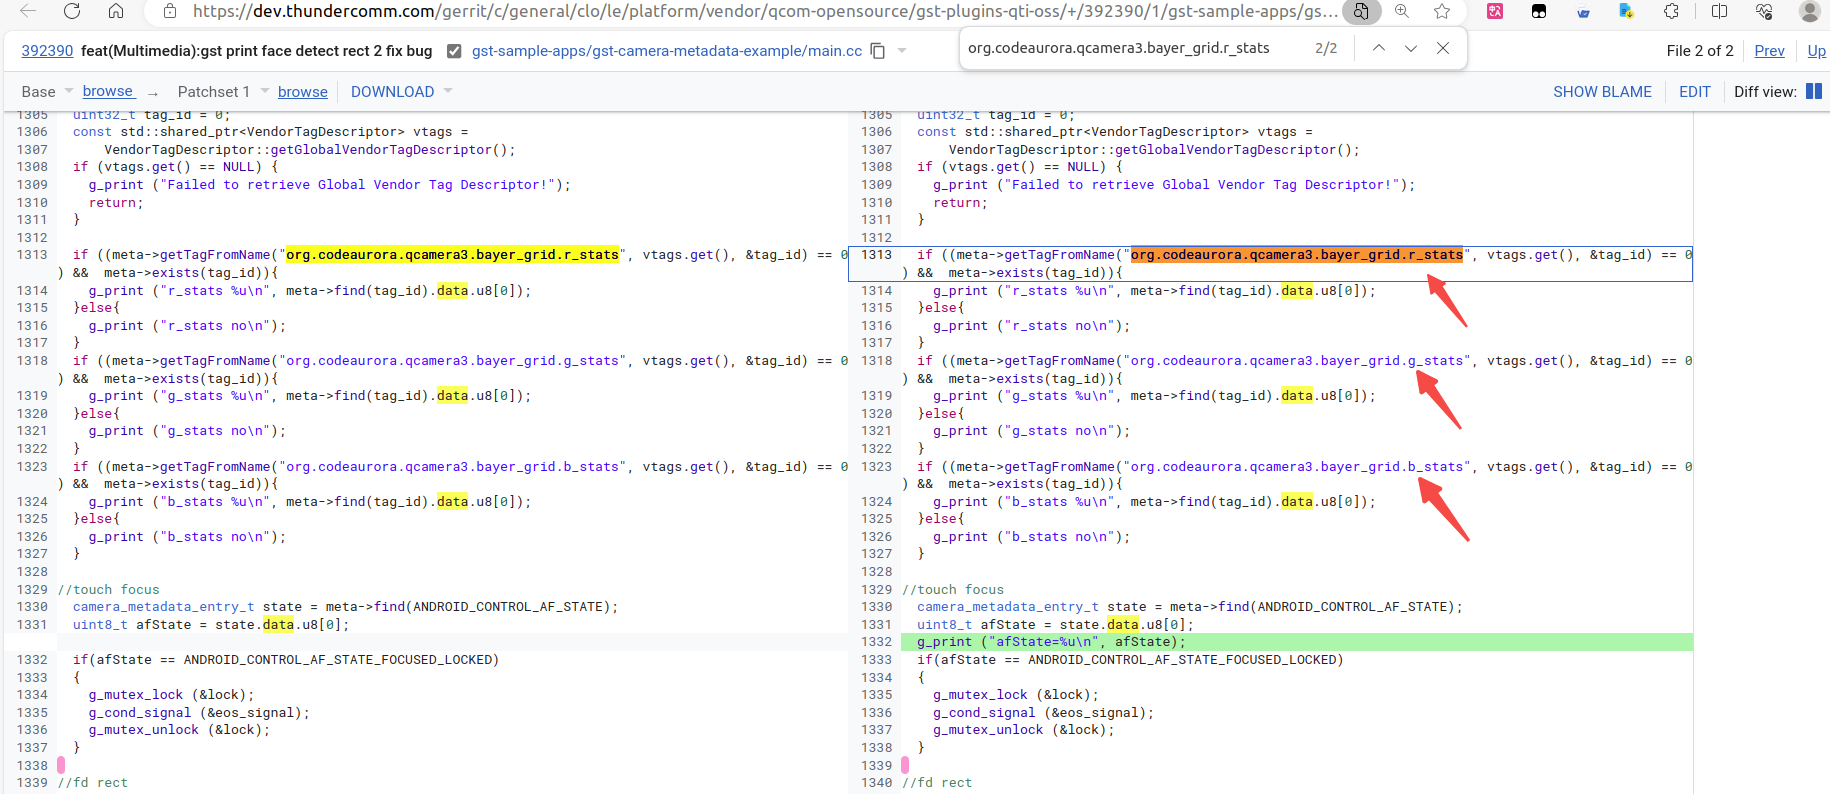 https://dev.thundercomm.com/gerrit/c/general/clo/le/platform/vendor/qcom-opensource/gst-plugins-qti-oss/+/392390/1/gst-sample-apps/gs...
392390 feat(Multimedia):gst print face detect rect 2 fix bug gst-sample-apps/gst-camera-metadata-example/main.cc
org.codeaurora.qcamera3.bayer_grid.r_stats 2/2
File 2 of 2 Prev Up
Base browse → Patchset 1 browse DOWNLOAD SHOW BLAME EDIT Diff view:
1305 uint32_t tag_id = 0;
1306 const std::shared_ptr<VendorTagDescriptor> vtags =
1307 VendorTagDescriptor::getGlobalVendorTagDescriptor();
1308 if (vtags.get() == NULL) {
1309 g_print ("Failed to retrieve Global Vendor Tag Descriptor!");
1310 return;
1311 }
1312
1313 if ((meta->getTagFromName("org.codeaurora.qcamera3.bayer_grid.r_stats", vtags.get(), &tag_id) == 0
) && meta->exists(tag_id)){
1314 g_print ("r_stats %u\n", meta->find(tag_id).data.u8[0]);
1315 }else{
1316 g_print ("r_stats no\n");
1317 }
1318 if ((meta->getTagFromName("org.codeaurora.qcamera3.bayer_grid.g_stats", vtags.get(), &tag_id) == 0
) && meta->exists(tag_id)){
1319 g_print ("g_stats %u\n", meta->find(tag_id).data.u8[0]);
1320 }else{
1321 g_print ("g_stats no\n");
1322 }
1323 if ((meta->getTagFromName("org.codeaurora.qcamera3.bayer_grid.b_stats", vtags.get(), &tag_id) == 0
) && meta->exists(tag_id)){
1324 g_print ("b_stats %u\n", meta->find(tag_id).data.u8[0]);
1325 }else{
1326 g_print ("b_stats no\n");
1327 }
1328
1329 //touch focus
1330 camera_metadata_entry_t state = meta->find(ANDROID_CONTROL_AF_STATE);
1331 uint8_t afState = state.data.u8[0];
1332 if(afState == ANDROID_CONTROL_AF_STATE_FOCUSED_LOCKED)
1333 {
1334 g_mutex_lock (&lock);
1335 g_cond_signal (&eos_signal);
1336 g_mutex_unlock (&lock);
1337 }
1338
1339 //fd rect
1305 uint32_t tag_id = 0;
1306 const std::shared_ptr<VendorTagDescriptor> vtags =
1307 VendorTagDescriptor::getGlobalVendorTagDescriptor();
1308 if (vtags.get() == NULL) {
1309 g_print ("Failed to retrieve Global Vendor Tag Descriptor!");
1310 return;
1311 }
1312
1313 if ((meta->getTagFromName("org.codeaurora.qcamera3.bayer_grid.r_stats", vtags.get(), &tag_id) == 0
) && meta->exists(tag_id)){
1314 g_print ("r_stats %u\n", meta->find(tag_id).data.u8[0]);
1315 }else{
1316 g_print ("r_stats no\n");
1317 }
1318 if ((meta->getTagFromName("org.codeaurora.qcamera3.bayer_grid.g_stats", vtags.get(), &tag_id) == 0
) && meta->exists(tag_id)){
1319 g_print ("g_stats %u\n", meta->find(tag_id).data.u8[0]);
1320 }else{
1321 g_print ("g_stats no\n");
1322 }
1323 if ((meta->getTagFromName("org.codeaurora.qcamera3.bayer_grid.b_stats", vtags.get(), &tag_id) == 0
) && meta->exists(tag_id)){
1324 g_print ("b_stats %u\n", meta->find(tag_id).data.u8[0]);
1325 }else{
1326 g_print ("b_stats no\n");
1327 }
1328
1329 //touch focus
1330 camera_metadata_entry_t state = meta->find(ANDROID_CONTROL_AF_STATE);
1331 uint8_t afState = state.data.u8[0];
1332 g_print ("afState=%u\n", afState);
1333 if(afState == ANDROID_CONTROL_AF_STATE_FOCUSED_LOCKED)
1334 {
1335 g_mutex_lock (&lock);
1336 g_cond_signal (&eos_signal);
1337 g_mutex_unlock (&lock);
1338 }
1339
1340 //fd rect